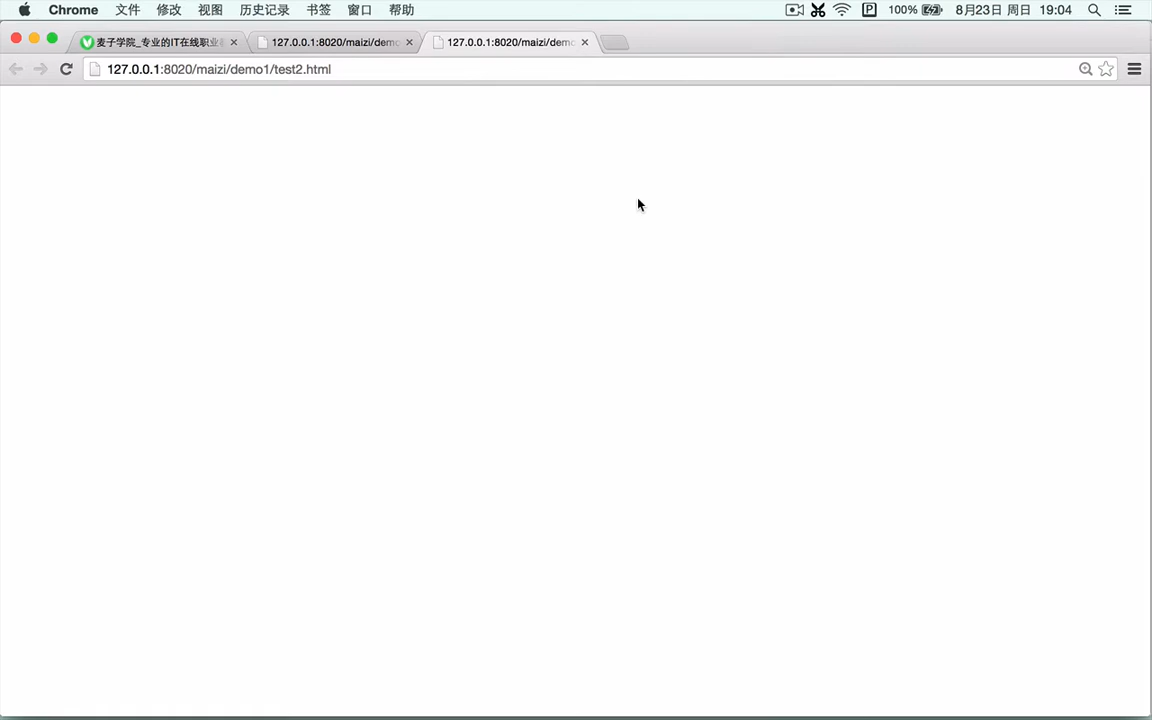 Chrome 文件 修改 视图 历史记录 书签 窗口 帮助 P 100% 8月23日 周日 19:04
麦子学院_专业的IT在线职业 127.0.0.1:8020/maizi/demo 127.0.0.1:8020/maizi/demo
127.0.0.1:8020/maizi/demo1/test2.html